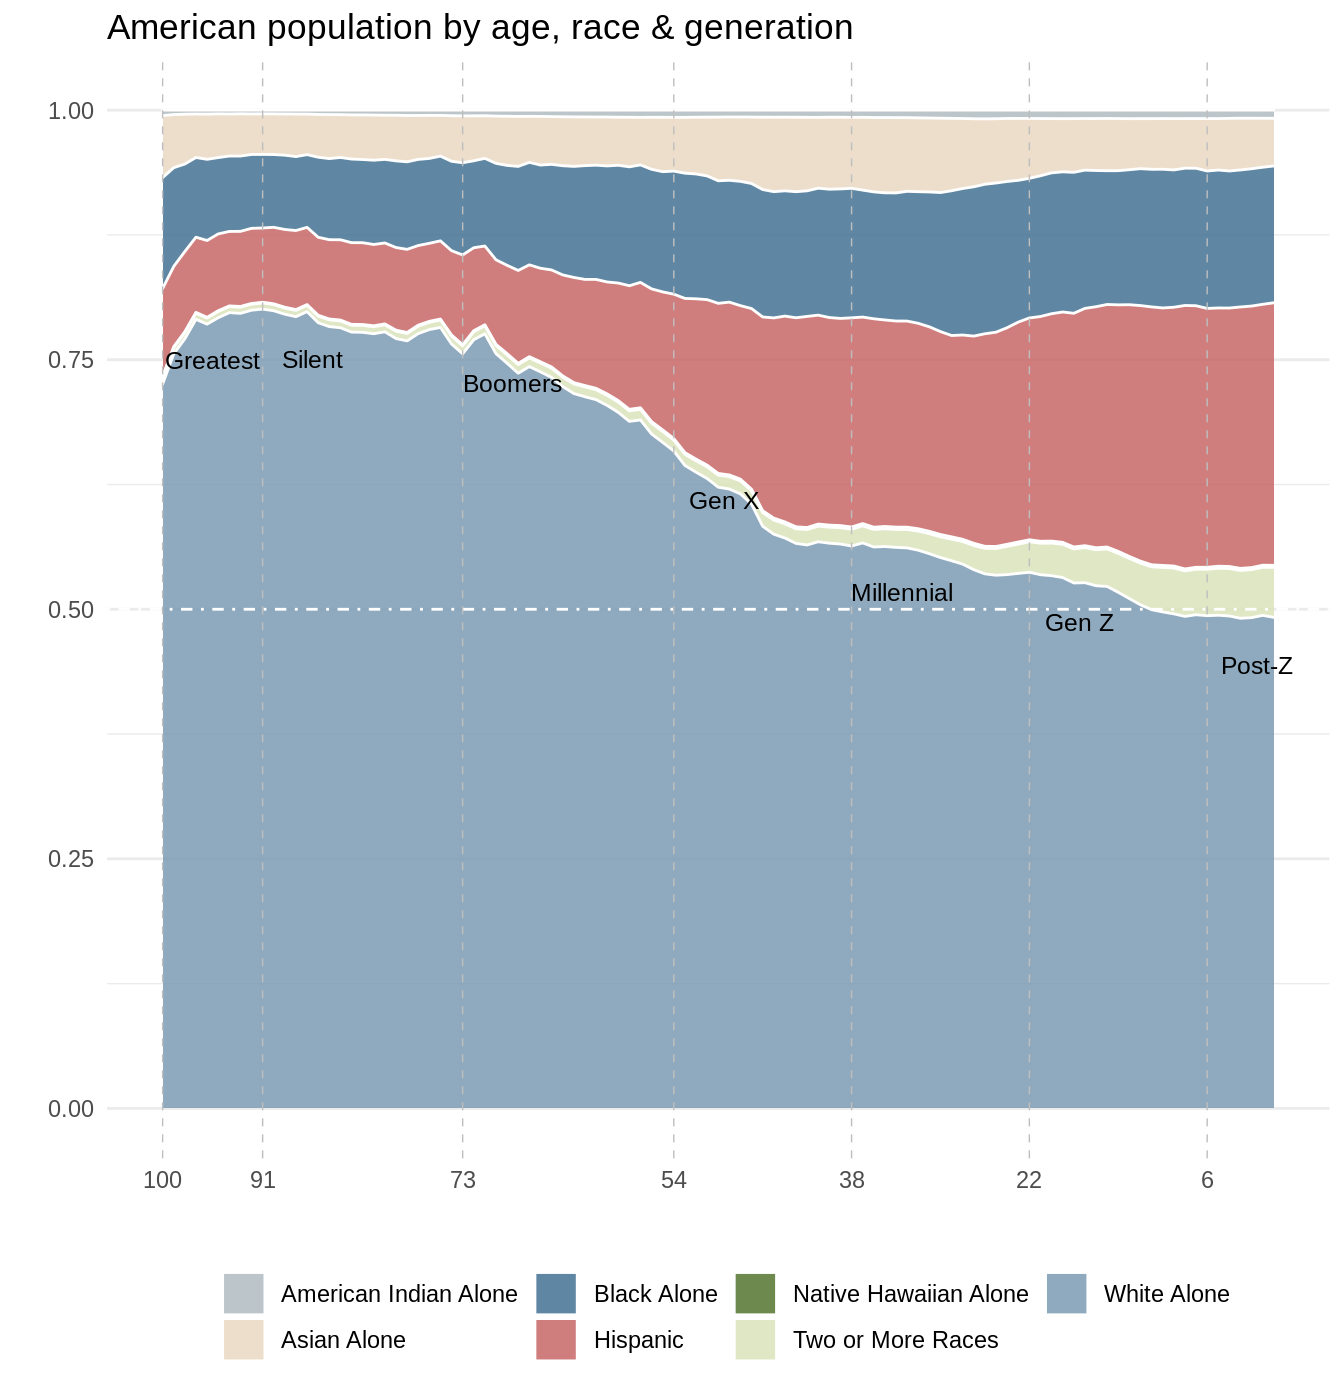 American population by age, race & generation
1.00
0.75
0.50
0.25
0.00
Greatest
Silent
Boomers
Gen X
Millennial
Gen Z
Post-Z
100 91 73 54 38 22 6
American Indian Alone Black Alone Native Hawaiian Alone White Alone
Asian Alone Hispanic Two or More Races